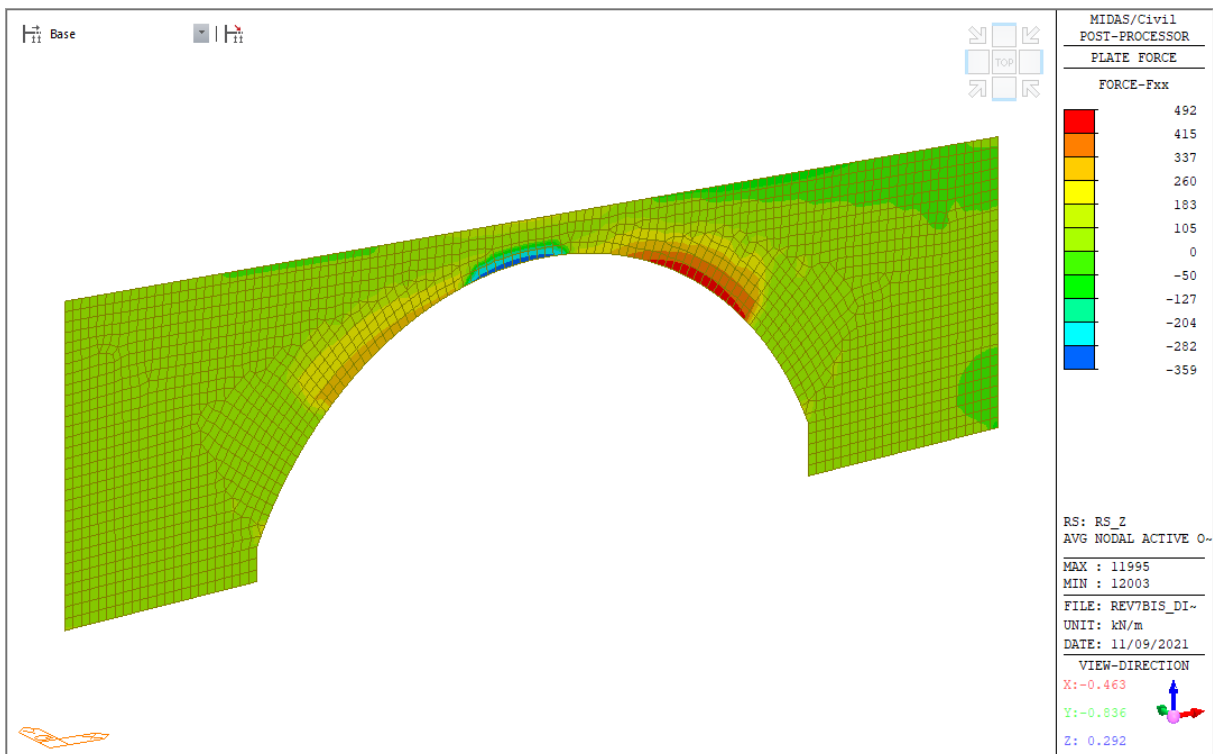 Base
TOP
MIDAS/Civil
POST-PROCESSOR
PLATE FORCE
FORCE-Fxx
492
415
337
260
183
105
0
-50
-127
-204
-282
-359
RS: RS_Z
AVG NODAL ACTIVE O~
MAX : 11995
MIN : 12003
FILE: REV7BIS_DI~
UNIT: kN/m
DATE: 11/09/2021
VIEW-DIRECTION
X:-0.463
Y:-0.836
Z: 0.292